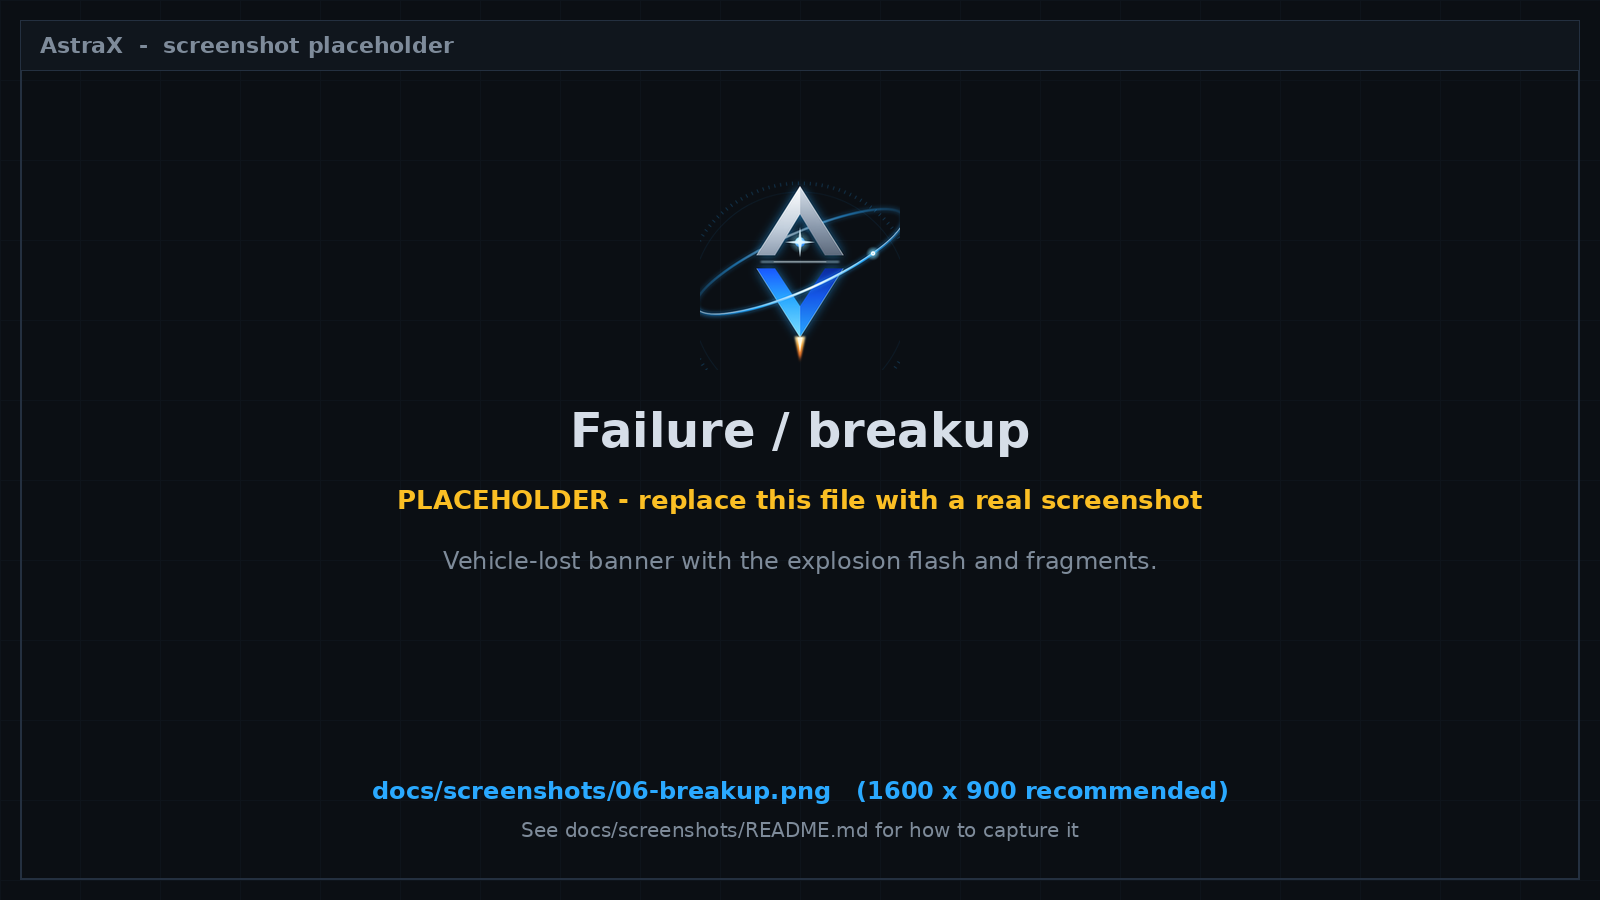 AstraX - screenshot placeholder
Failure / breakup
PLACEHOLDER - replace this file with a real screenshot
Vehicle-lost banner with the explosion flash and fragments.
docs/screenshots/06-breakup.png (1600 x 900 recommended)
See docs/screenshots/README.md for how to capture it